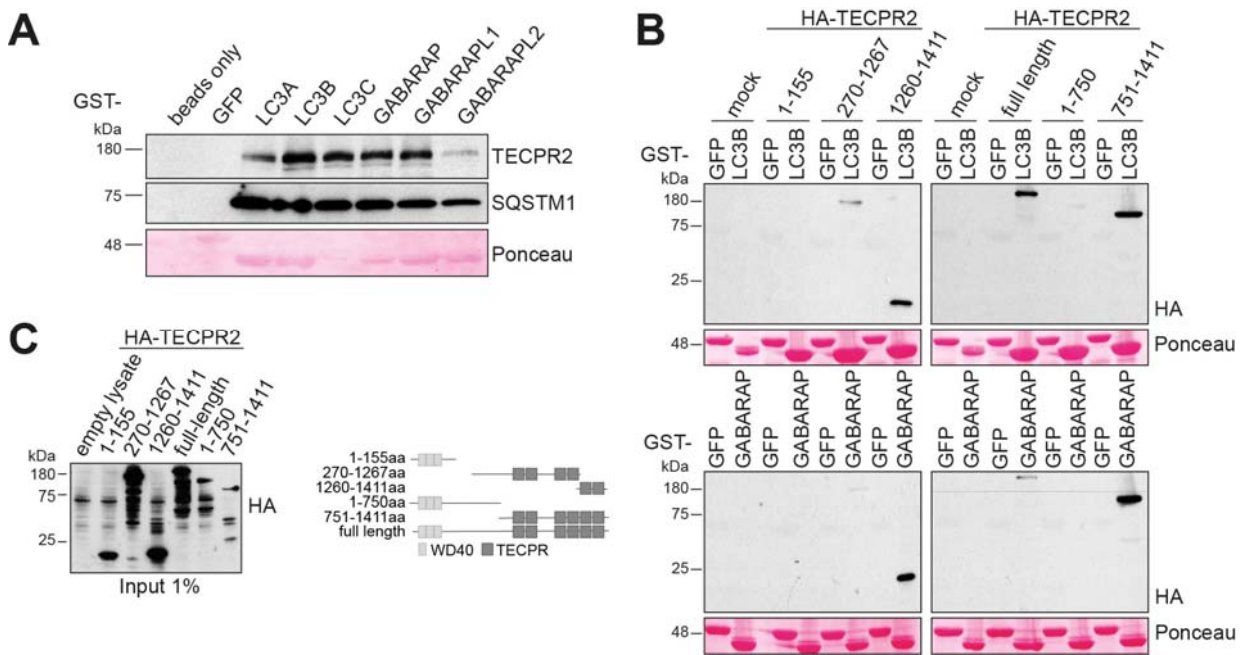 A
GST-
beads only
GFP
LC3A
LC3B
LC3C
GABARAP
GABARAPL1
GABARAPL2
kDa
180
TECPR2
75
SQSTM1
48
Ponceau
B
HA-TECPR2 HA-TECPR2
mock 1-155 270-1267 1260-1411 mock full length 1-750 751-1411
GST-
GFP LC3B GFP LC3B GFP LC3B GFP LC3B GFP LC3B GFP LC3B GFP LC3B GFP LC3B
kDa
180
75
25
HA
48
Ponceau
GST-
GFP GABARAP GFP GABARAP GFP GABARAP GFP GABARAP GFP GABARAP GFP GABARAP GFP GABARAP GFP GABARAP
kDa
180
75
25
HA
48
Ponceau
C
HA-TECPR2
empty lysate
1-155
270-1267
1260-1411
full-length
1-750
751-1411
kDa
180
75
25
HA
Input 1%
1-155aa
270-1267aa
1260-1411aa
1-750aa
751-1411aa
full length
WD40 TECPR